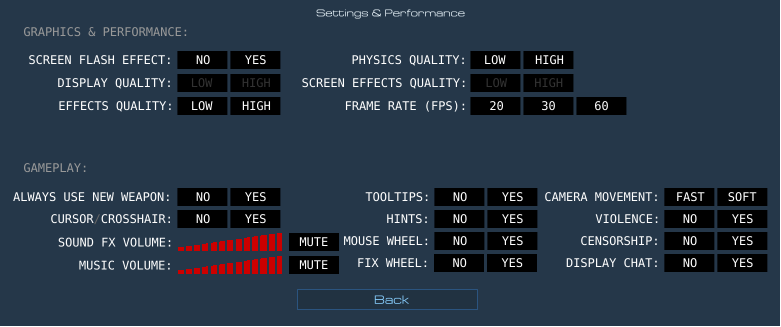 Settings & Performance
GRAPHICS & PERFORMANCE:
SCREEN FLASH EFFECT: NO YES PHYSICS QUALITY: LOW HIGH
DISPLAY QUALITY: LOW HIGH SCREEN EFFECTS QUALITY: LOW HIGH
EFFECTS QUALITY: LOW HIGH FRAME RATE (FPS): 20 30 60
GAMEPLAY:
ALWAYS USE NEW WEAPON: NO YES TOOLTIPS: NO YES CAMERA MOVEMENT: FAST SOFT
CURSOR/CROSSHAIR: NO YES HINTS: NO YES VIOLENCE: NO YES
SOUND FX VOLUME: MUTE MOUSE WHEEL: NO YES CENSORSHIP: NO YES
MUSIC VOLUME: MUTE FIX WHEEL: NO YES DISPLAY CHAT: NO YES
Back